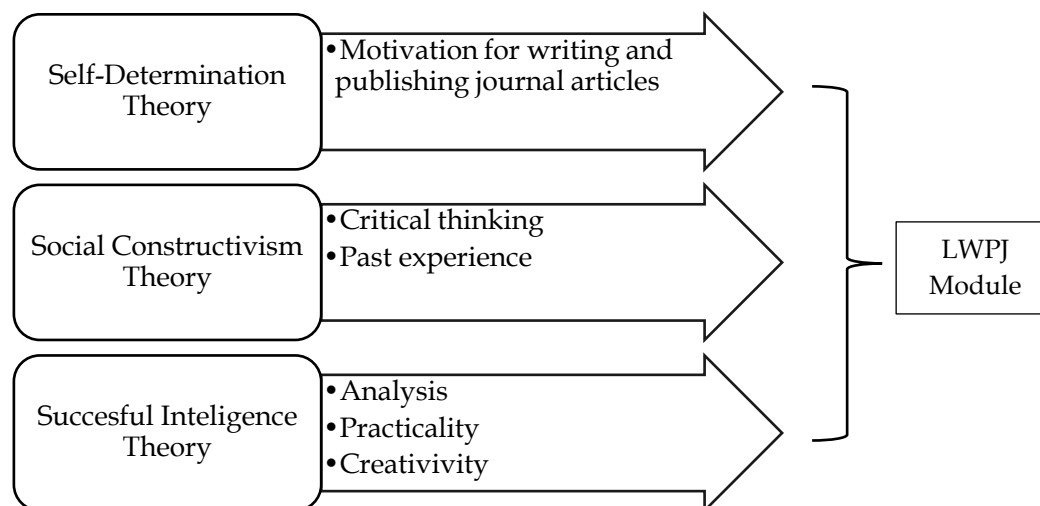 Self-Determination
Theory
•Motivation for writing and
publishing journal articles
Social Constructivism
Theory
•Critical thinking
•Past experience
Succesful Inteligence
Theory
•Analysis
•Practicality
•Creativivity
LWPJ
Module